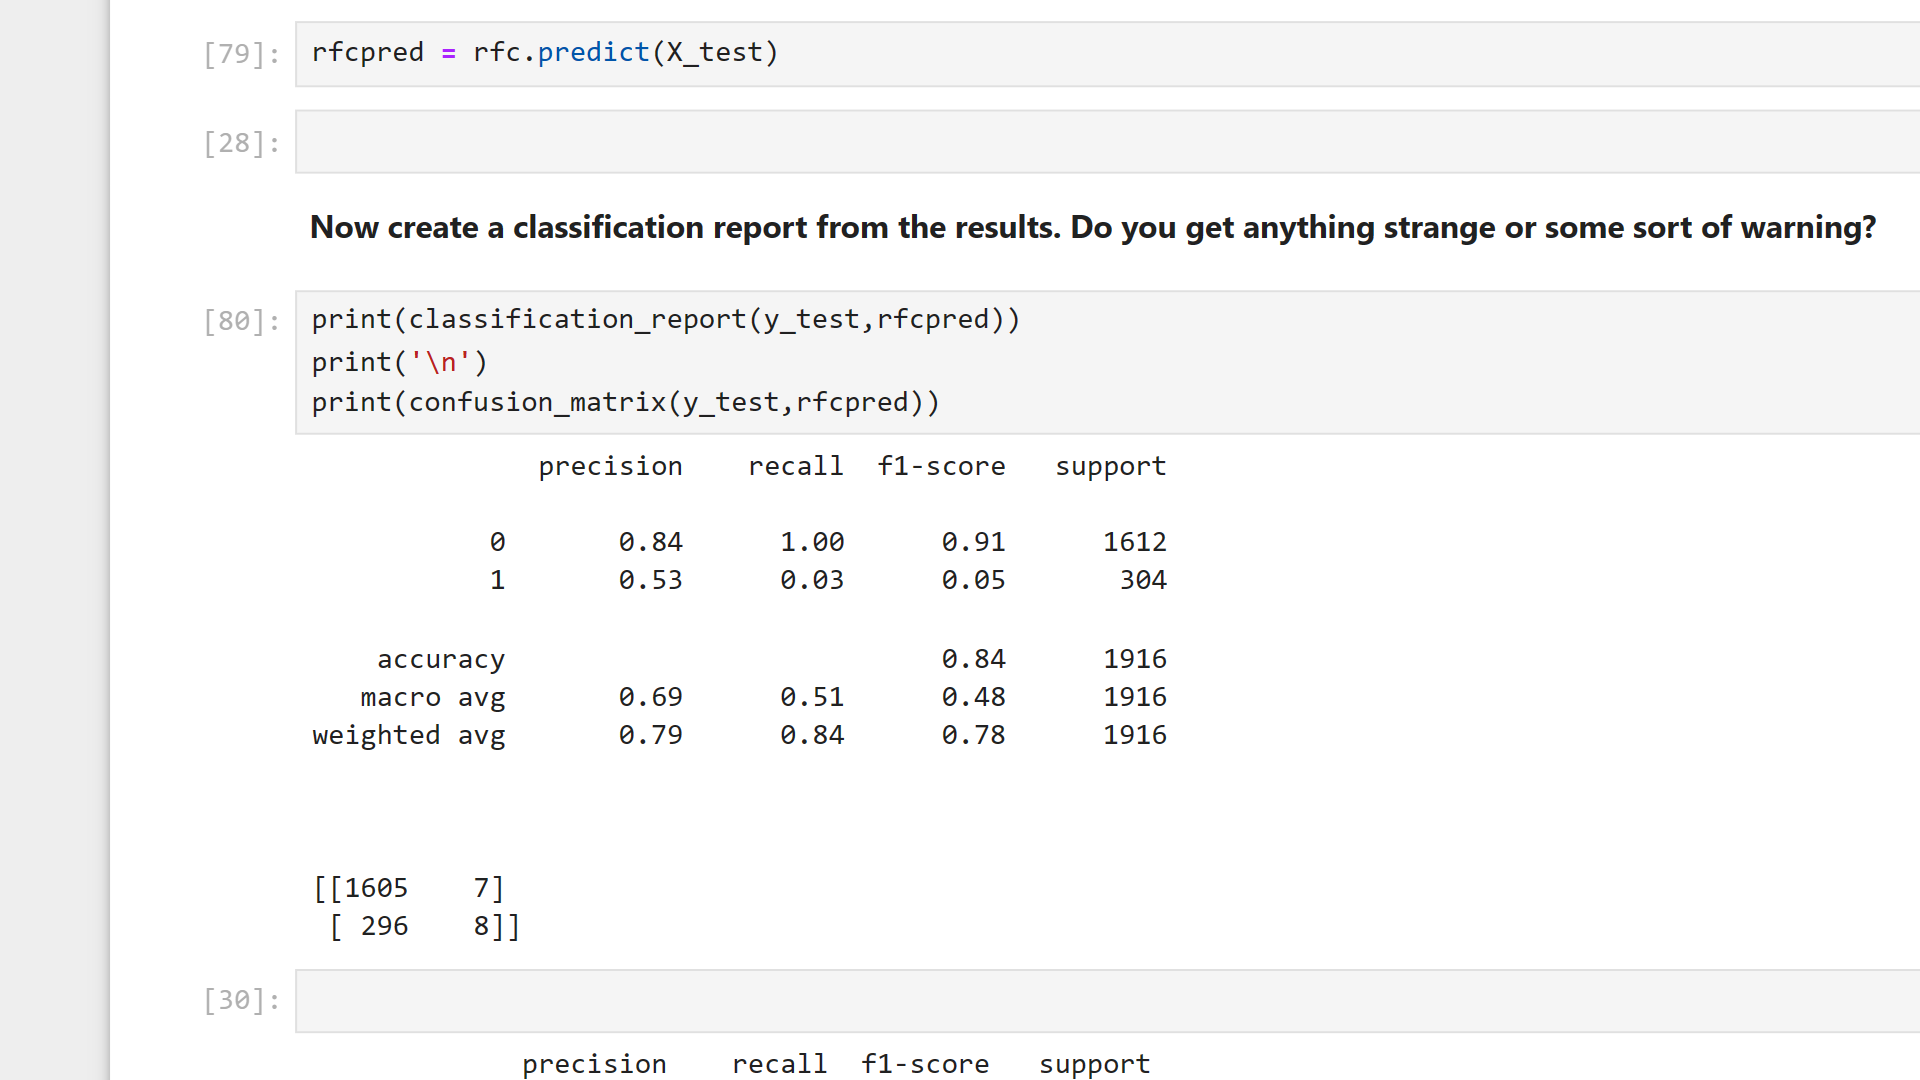 [79]: rfcpred = rfc.predict(X_test)
[28]:
Now create a classification report from the results. Do you get anything strange or some sort of warning?
[80]: print(classification_report(y_test,rfcpred))
print('\n')
print(confusion_matrix(y_test,rfcpred))
precision recall f1-score support
0 0.84 1.00 0.91 1612
1 0.53 0.03 0.05 304
accuracy 0.84 1916
macro avg 0.69 0.51 0.48 1916
weighted avg 0.79 0.84 0.78 1916
[[1605 7]
[ 296 8]]
[30]:
precision recall f1-score support